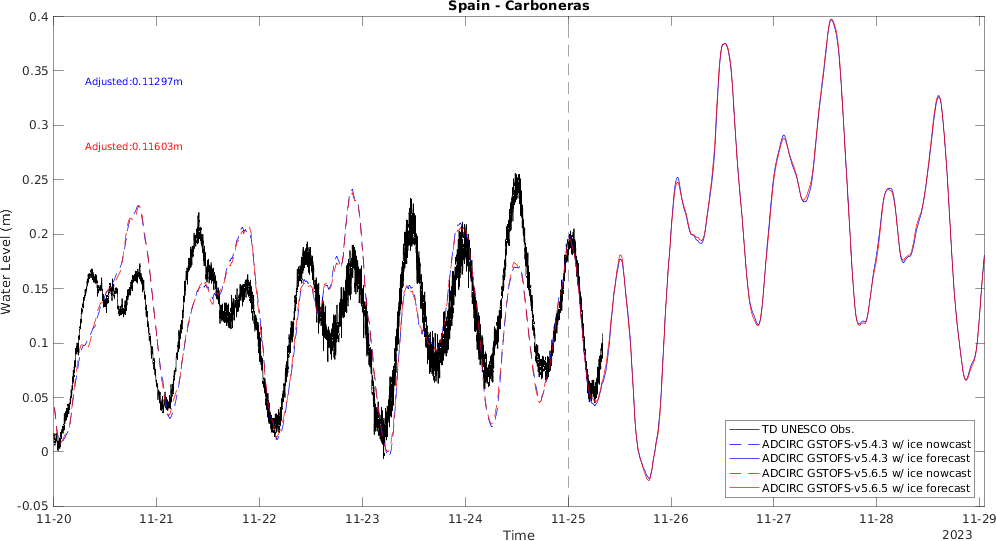 Spain - Carboneras
0.4
0.35
0.3
0.25
0.2
0.15
0.1
0.05
0
-0.05
Water Level (m)
Adjusted:0.11297m
Adjusted:0.11603m
TD UNESCO Obs.
ADCIRC GSTOFS-v5.4.3 w/ ice nowcast
ADCIRC GSTOFS-v5.4.3 w/ ice forecast
ADCIRC GSTOFS-v5.6.5 w/ ice nowcast
ADCIRC GSTOFS-v5.6.5 w/ ice forecast
11-20 11-21 11-22 11-23 11-24 11-25 11-26 11-27 11-28 11-29
Time
2023